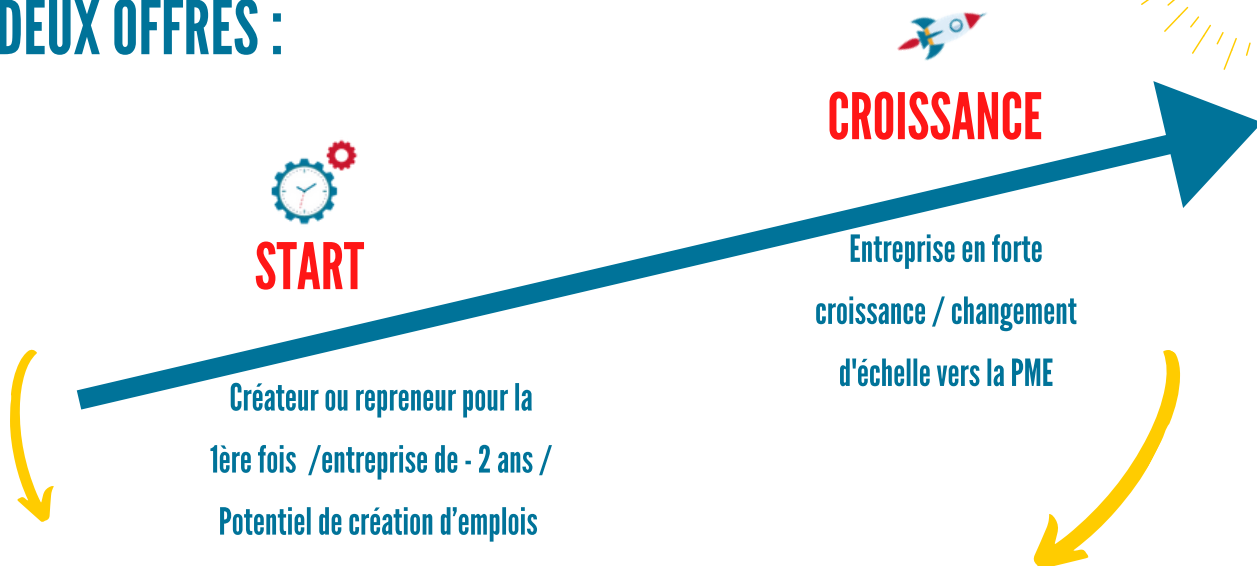 DEUX OFFRES :
CROISSANCE
START
Entreprise en forte
croissance / changement
d'échelle vers la PME
Créateur ou repreneur pour la
1ère fois /entreprise de - 2 ans /
Potentiel de création d’emplois